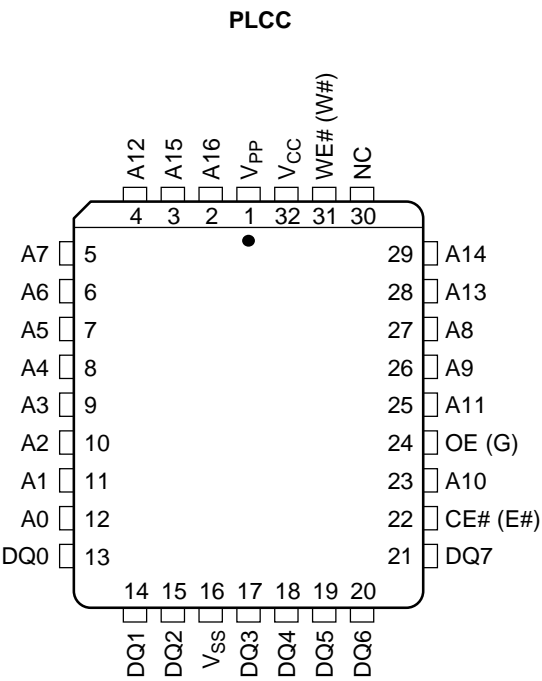 PLCC
A12 A15 A16 VPP VCC WE# (W#) NC
4 3 2 1 32 31 30
A7 5 29 A14
A6 6 28 A13
A5 7 27 A8
A4 8 26 A9
A3 9 25 A11
A2 10 24 OE (G)
A1 11 23 A10
A0 12 22 CE# (E#)
DQ0 13 21 DQ7
14 15 16 17 18 19 20
DQ1 DQ2 VSS DQ3 DQ4 DQ5 DQ6